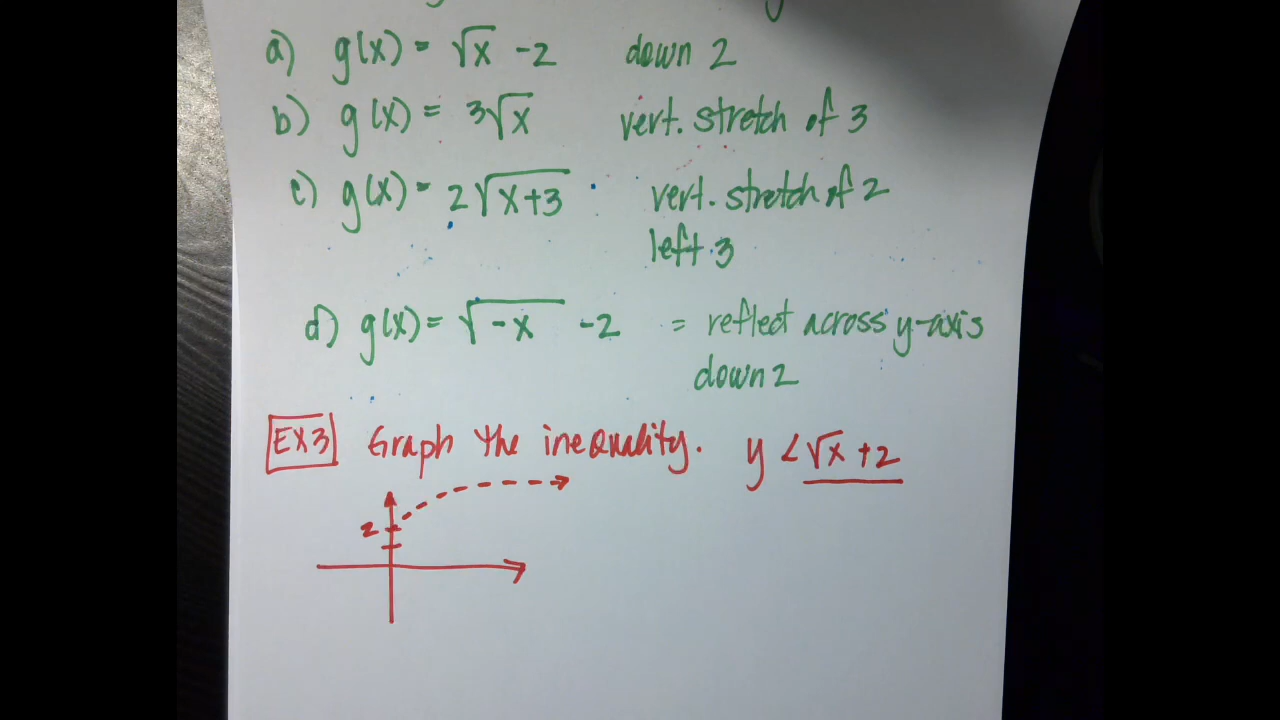 a) g(x) = √x -2 down 2
b) g(x) = 3√x vert. stretch of 3
c) g(x) = 2√x+3 vert. stretch of 2
left 3
d) g(x) = √-x -2 = reflect across y-axis
down 2
EX3 Graph the inequality. y < √x +2
2